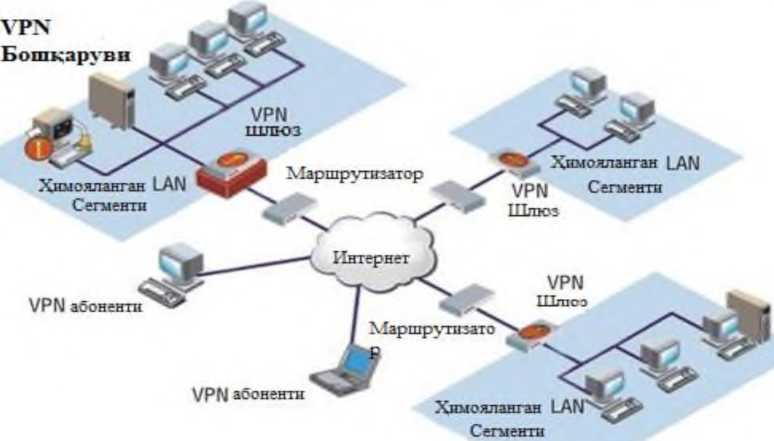 VPN
Бошқаруви
VPN
шлюз
Ҳимояланган LAN
Сегменти
Маршрутизатор
VPN
Шлюз
Ҳимояланган LAN
Сегменти
Интернет
VPN абоненти
VPN абоненти
Маршрутизато
р
VPN
Шлюз
Ҳимояланган LAN
Сегменти